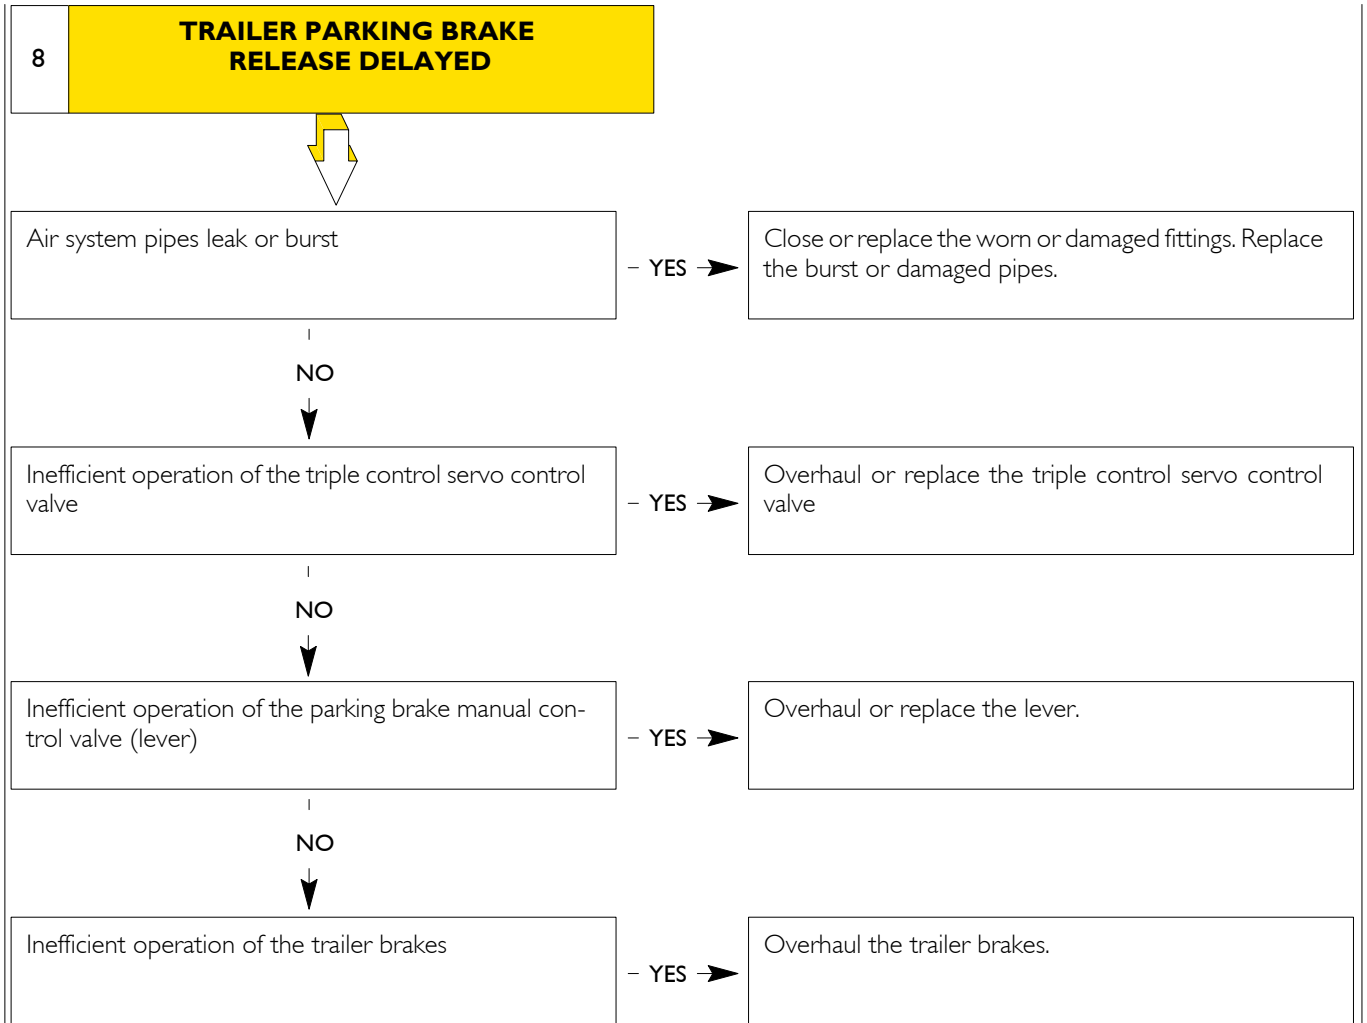 8
TRAILER PARKING BRAKE
RELEASE DELAYED
Air system pipes leak or burst
YES
Close or replace the worn or damaged fittings. Replace
the burst or damaged pipes.
NO
Inefficient operation of the triple control servo control
valve
YES
Overhaul or replace the triple control servo control
valve
NO
Inefficient operation of the parking brake manual con-
trol valve (lever)
YES
Overhaul or replace the lever.
NO
Inefficient operation of the trailer brakes
YES
Overhaul the trailer brakes.